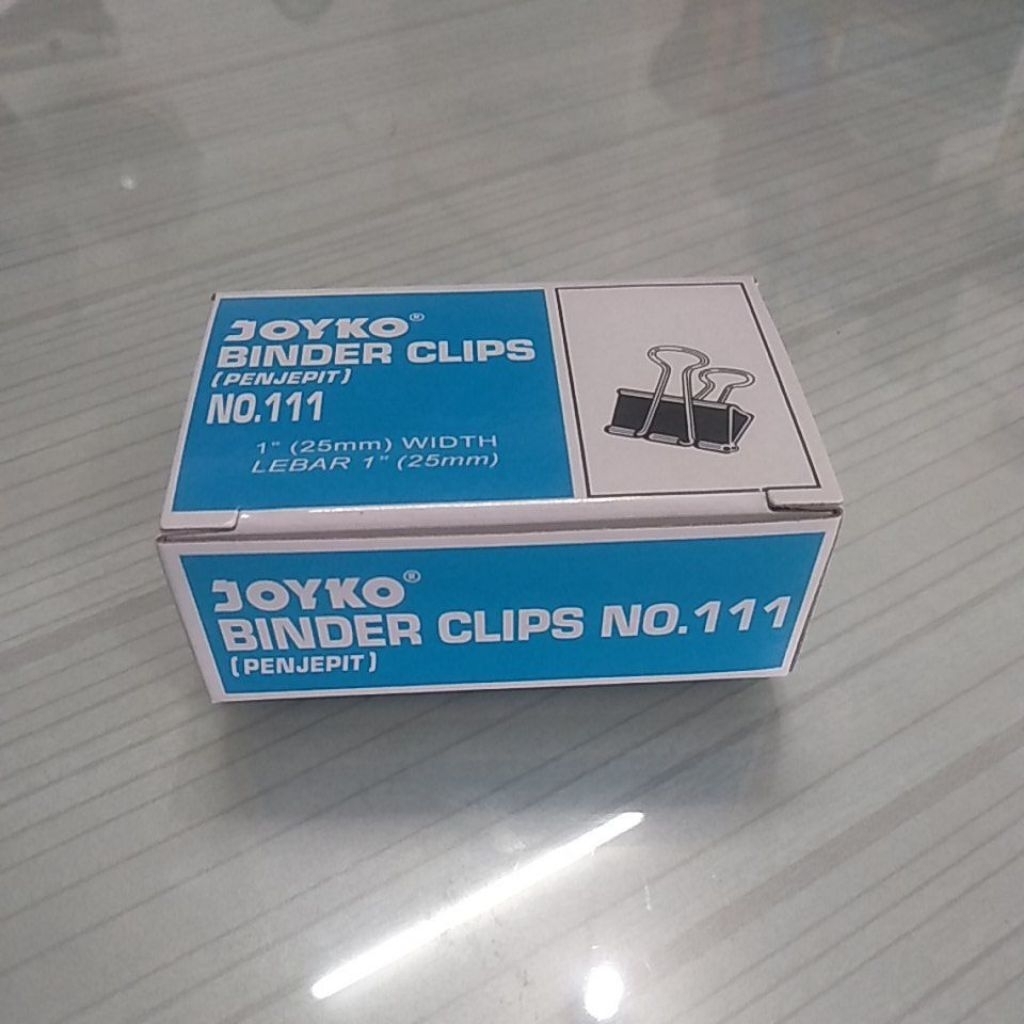 JOYKO®
BINDER CLIPS
(PENJEPIT)
NO.111
1" (25mm) WIDTH
LEBAR 1" (25mm)
JOYKO®
BINDER CLIPS NO.111
(PENJEPIT)